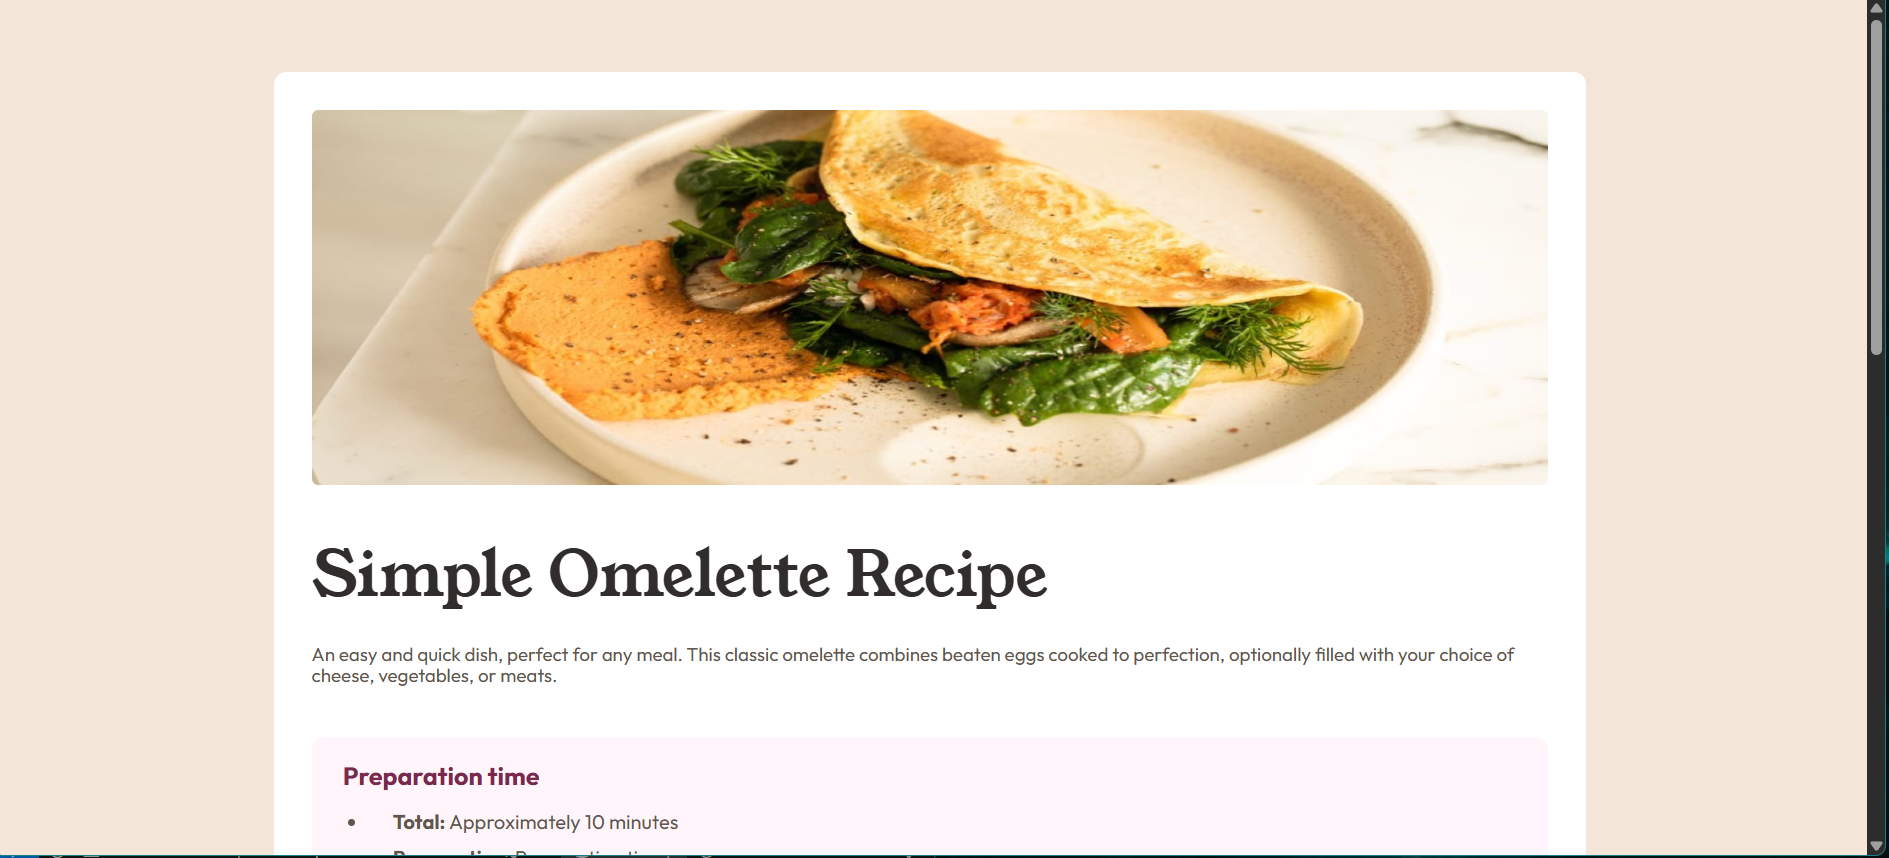 Simple Omelette Recipe
An easy and quick dish, perfect for any meal. This classic omelette combines beaten eggs cooked to perfection, optionally filled with your choice of
cheese, vegetables, or meats.
Preparation time
• Total: Approximately 10 minutes